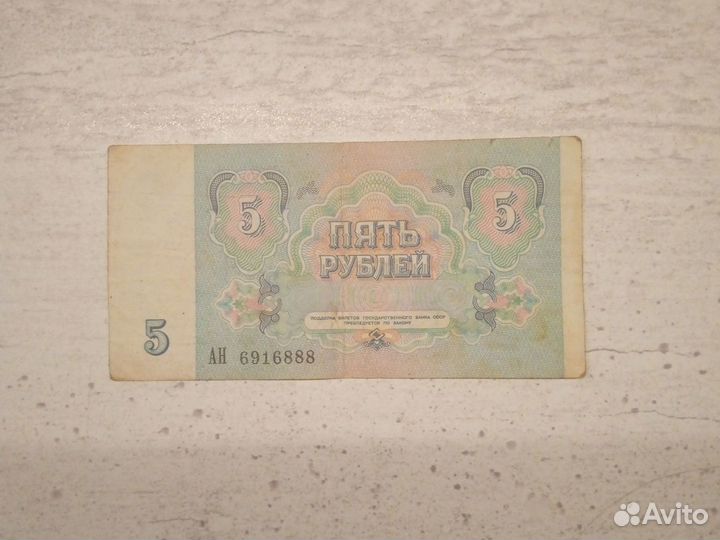 5
5
ПЯТЬ
РУБЛЕЙ
ПОДДЕЛКА БИЛЕТОВ ГОСУДАРСТВЕННОГО БАНКА СССР
ПРЕСЛЕДУЕТСЯ ПО ЗАКОНУ
5
АН 6916888
Avito